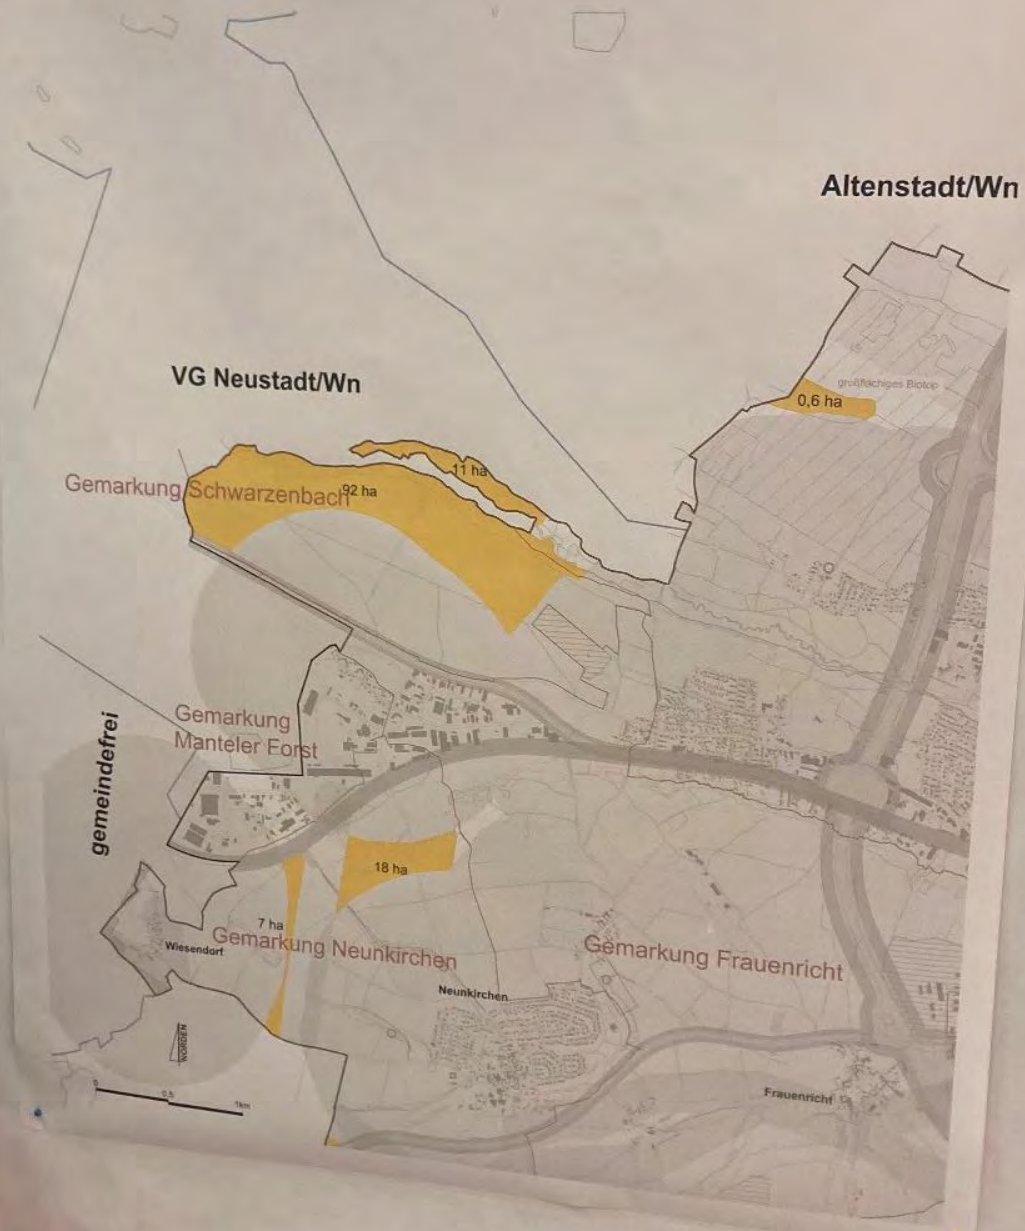 Altenstadt/Wn
VG Neustadt/Wn
großflächiges Biotop
0,6 ha
11 ha
Gemarkung Schwarzenbach
92 ha
gemeindefrei
Gemarkung
Manteler Forst
18 ha
7 ha
Gemarkung Neunkirchen
Wiesendorf
Gemarkung Frauenricht
Neunkirchen
NORDEN
0 0,5 1km
Frauenricht